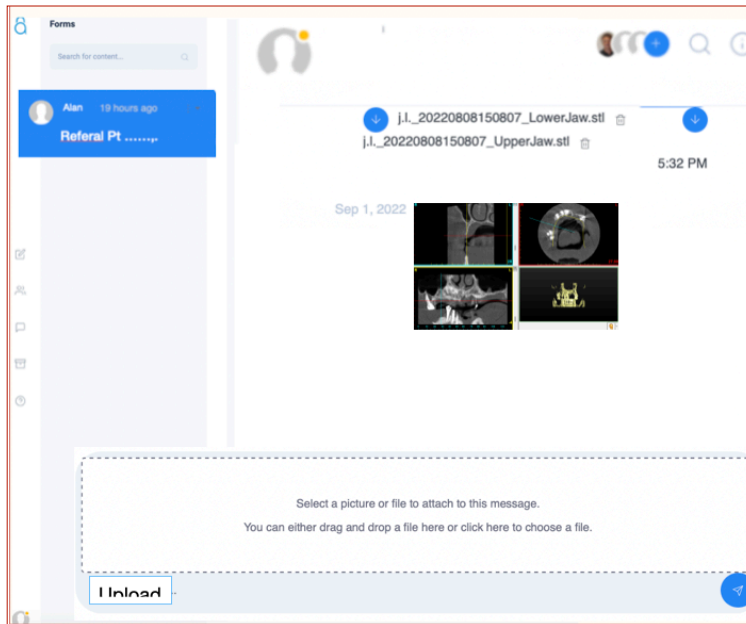 Forms
Search for content...
Alan 19 hours ago
Referal Pt .......,.
j.l._20220808150807_LowerJaw.stl
j.l._20220808150807_UpperJaw.stl
5:32 PM
Sep 1, 2022
Select a picture or file to attach to this message.
You can either drag and drop a file here or click here to choose a file.
Upload ..